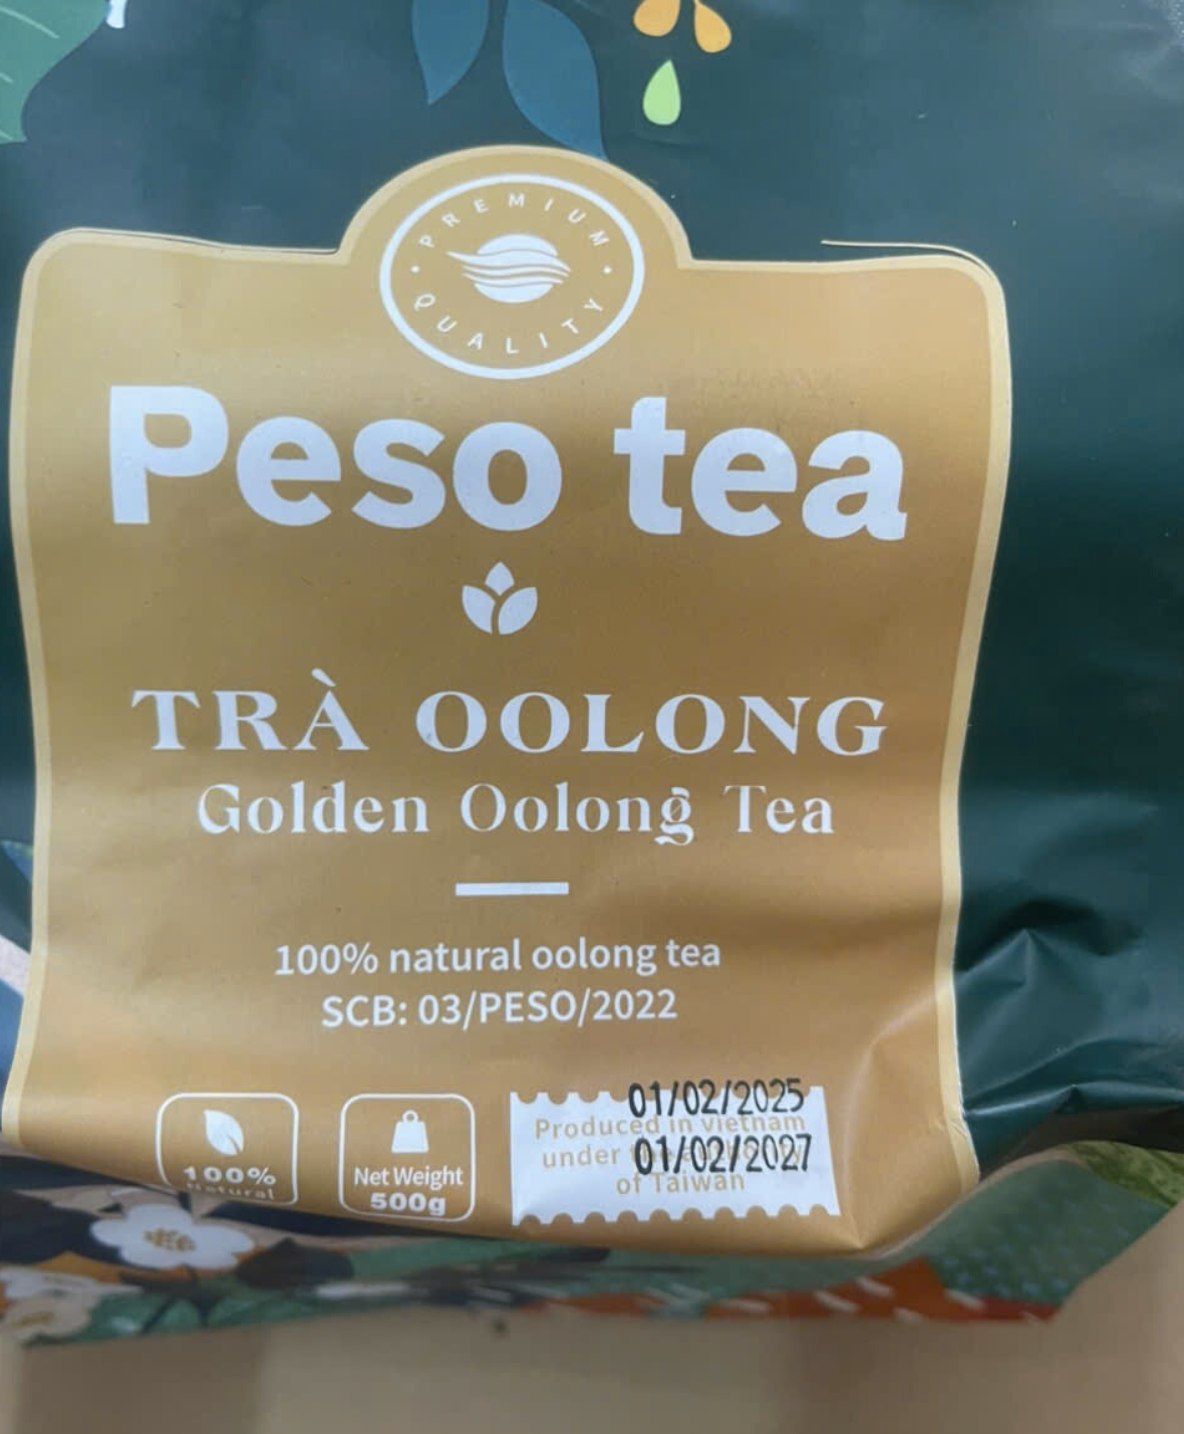 PREMIUM
QUALITY
Peso tea
TRÀ OOLONG
Golden Oolong Tea
100% natural oolong tea
SCB: 03/PESO/2022
100%
Natural
Net Weight
500g
01/02/2025
Produced in vietnam
01/02/2027
under
of Taiwan